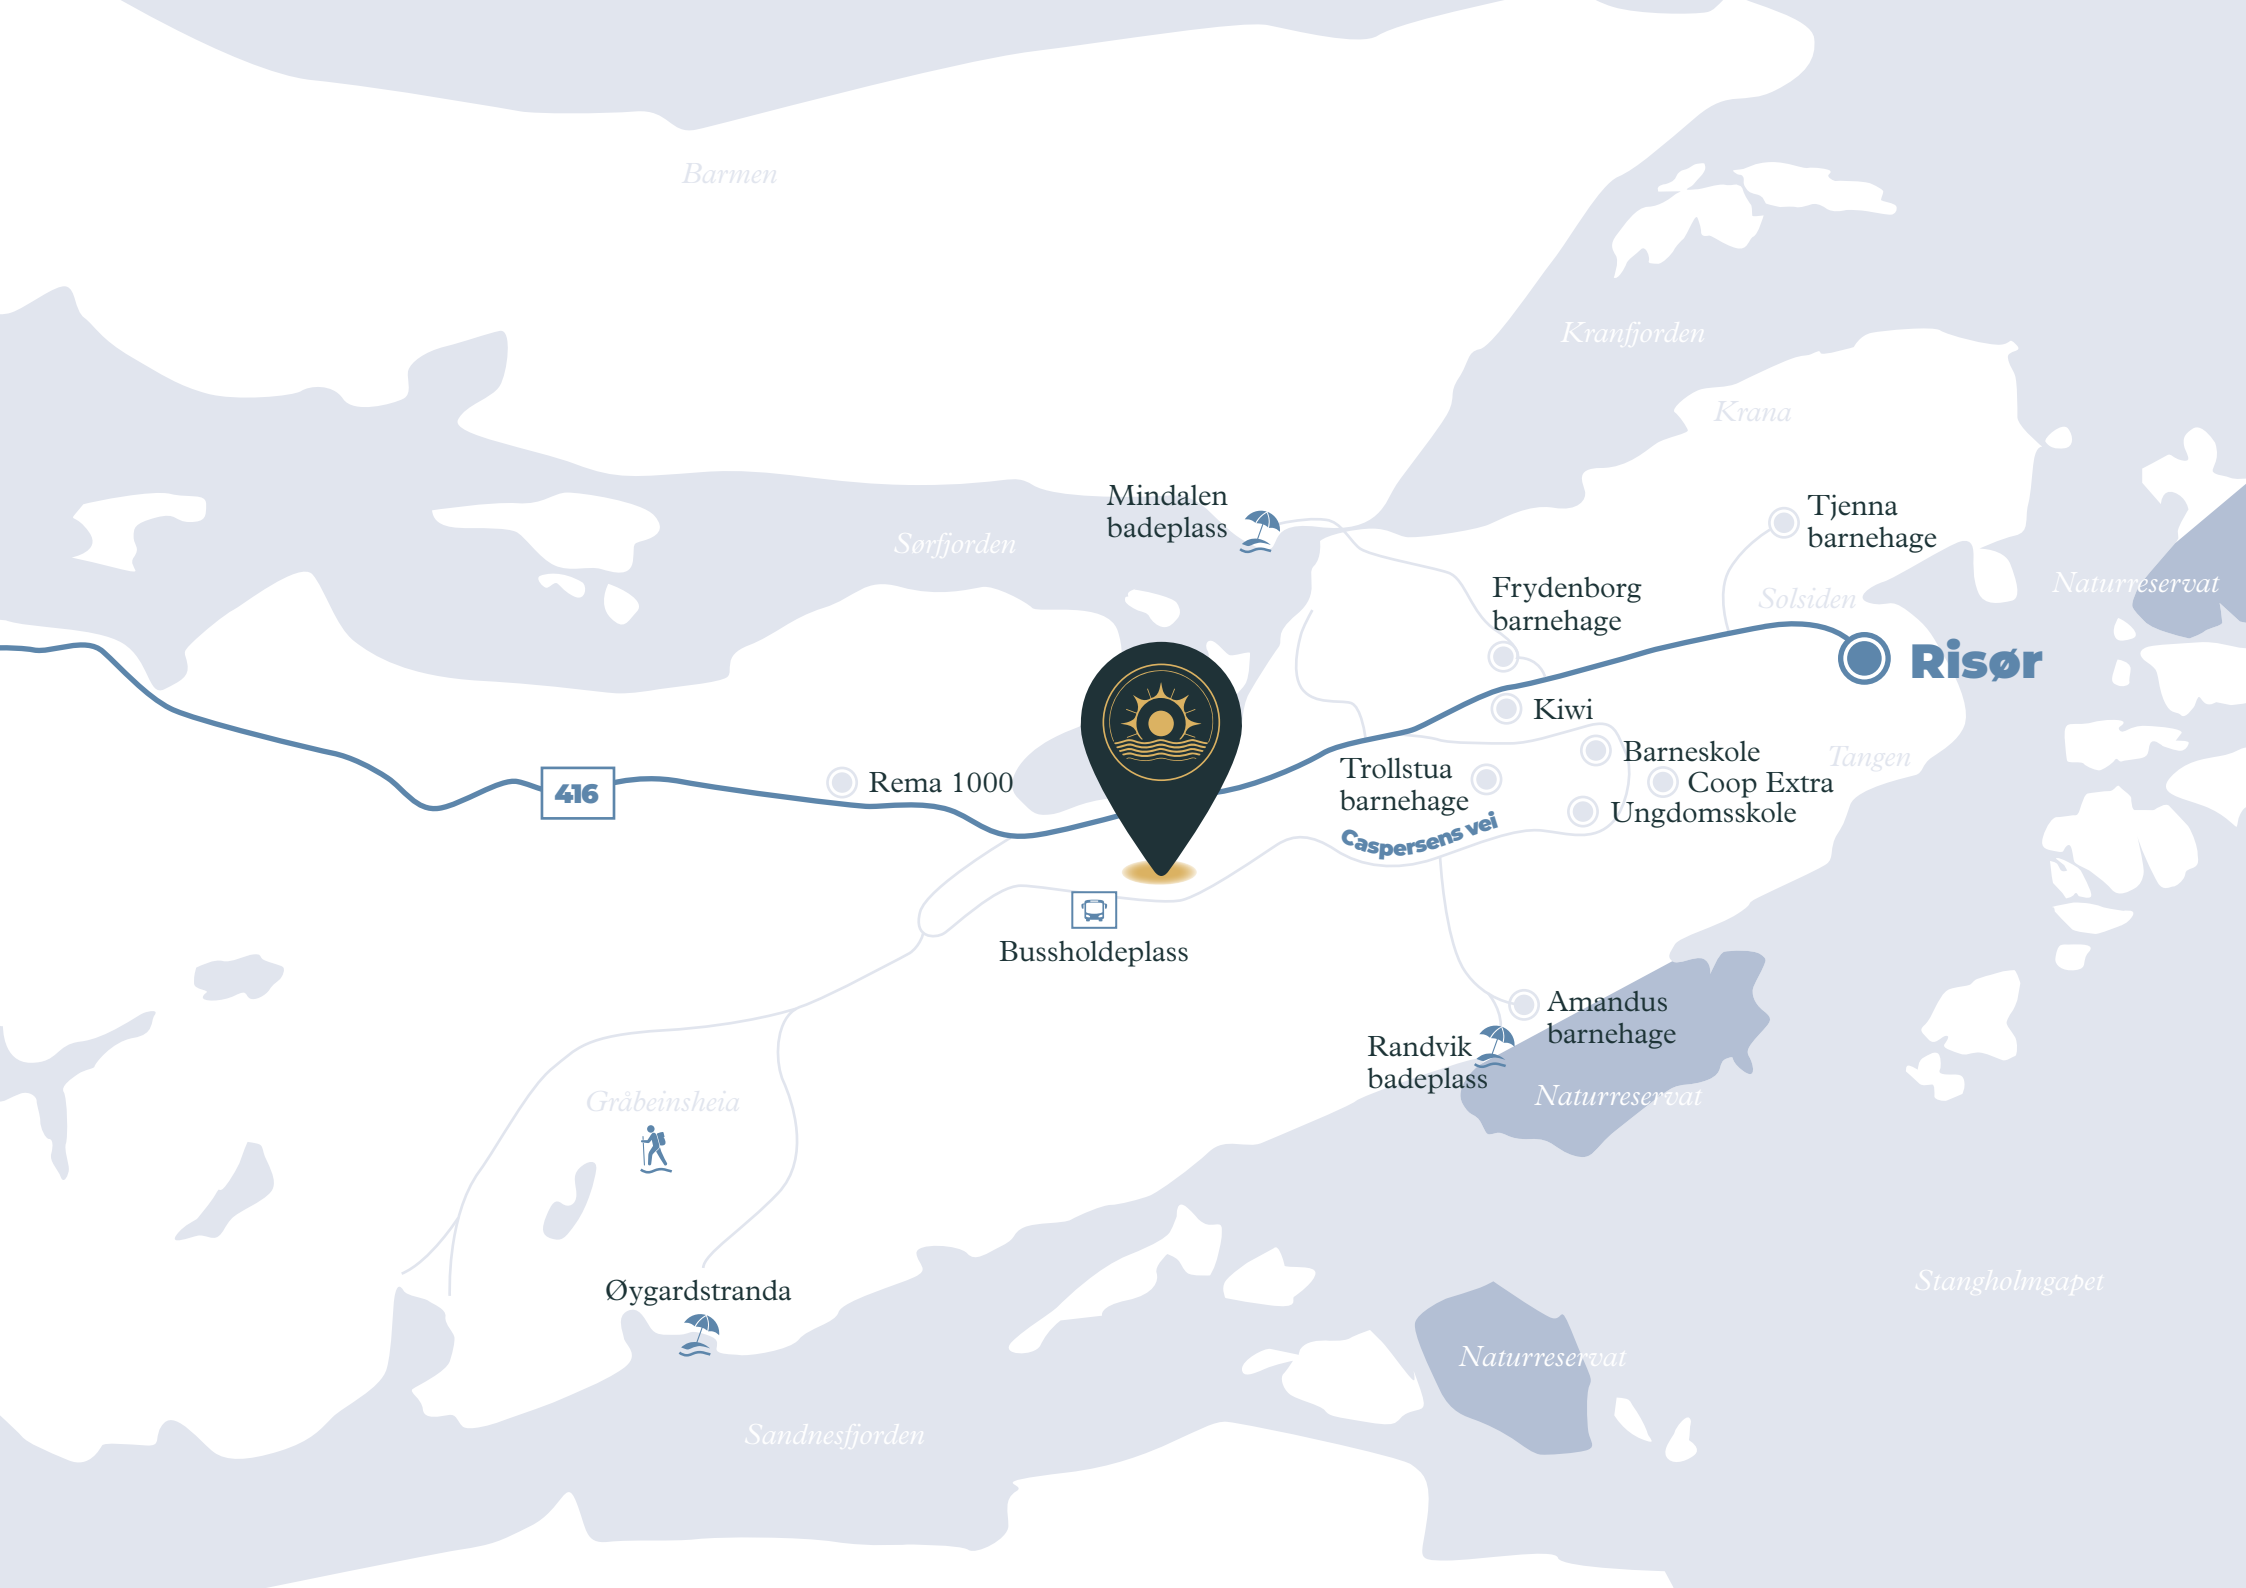 Barmen
Kranfjorden
Krana
Mindalen
badeplass
Tjenna
barnehage
Sørfjorden
Frydenborg
barnehage
Solsiden
Naturreservat
Risør
Kiwi
Barneskole
Tangen
Trollstua
barnehage
Coop Extra
Rema 1000
416
Ungdomsskole
Caspersens vei
Bussholdeplass
Amandus
barnehage
Randvik
badeplass
Naturreservat
Gråbeinsheia
Øygardstranda
Stangholmgapet
Naturreservat
Sandnesfjorden